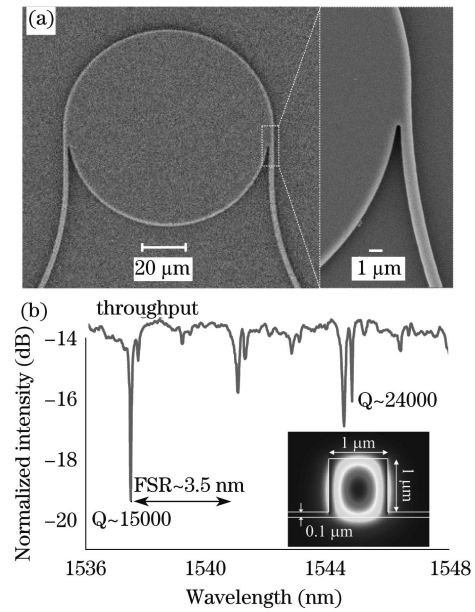 (a)
20 μm
1 μm
(b)
throughput
Normalized intensity (dB)
−14
−16
−18
−20
Q~24000
FSR~3.5 nm
Q~15000
1 μm
1 μm
0.1 μm
1536
1540
1544
1548
Wavelength (nm)